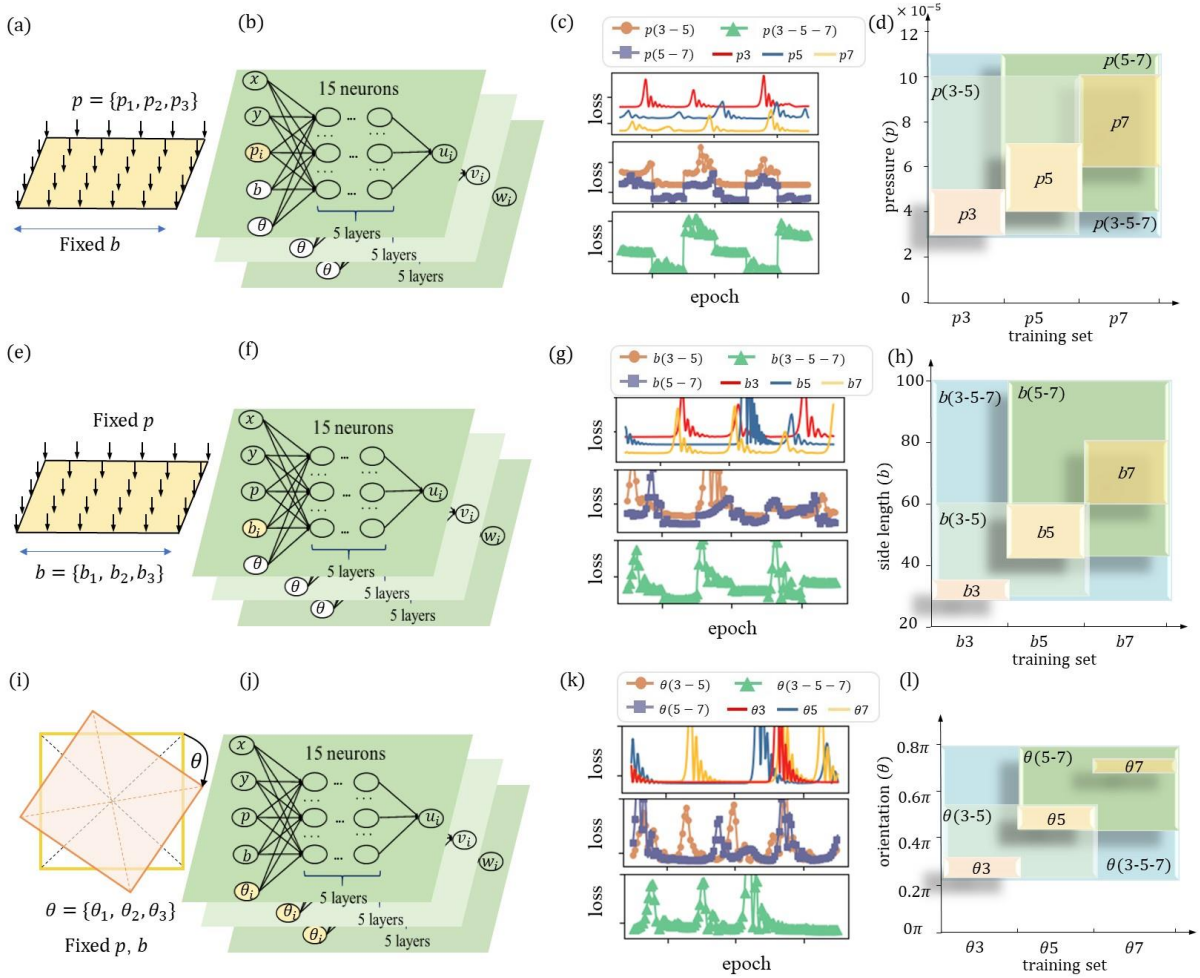 (a)
p = {p₁, p₂, p₃}
Fixed b
(b)
15 neurons
x
y
pᵢ
b
θ
...
...
...
...
uᵢ
vᵢ
wᵢ
5 layers
θ
5 layers
θ
5 layers
(c)
p(3 − 5) p(3 − 5 − 7)
p(5 − 7) p3 p5 p7
loss
loss
loss
epoch
(d)
× 10⁻⁵
12
10
8
6
4
2
0
pressure (p)
p(5-7)
p(3-5)
p7
p5
p3
p(3-5-7)
p3 p5 p7
training set
(e)
Fixed p
b = {b₁, b₂, b₃}
(f)
15 neurons
x
y
p
bᵢ
θ
...
...
...
...
uᵢ
vᵢ
wᵢ
5 layers
θ
5 layers
θ
5 layers
(g)
b(3 − 5) b(3 − 5 − 7)
b(5 − 7) b3 b5 b7
loss
loss
loss
epoch
(h)
100
80
60
40
20
side length (b)
b(3-5-7) b(5-7)
b7
b(3-5)
b5
b3
b3 b5 b7
training set
(i)
θ
θ = {θ₁, θ₂, θ₃}
Fixed p, b
(j)
15 neurons
x
y
p
b
θᵢ
...
...
...
...
uᵢ
vᵢ
wᵢ
5 layers
θᵢ
5 layers
θᵢ
5 layers
(k)
θ(3 − 5) θ(3 − 5 − 7)
θ(5 − 7) θ3 θ5 θ7
loss
loss
loss
epoch
(l)
0.8π
0.6π
0.4π
0.2π
0π
orientation (θ)
θ(5-7)
θ7
θ(3-5)
θ5
θ3
θ(3-5-7)
θ3 θ5 θ7
training set